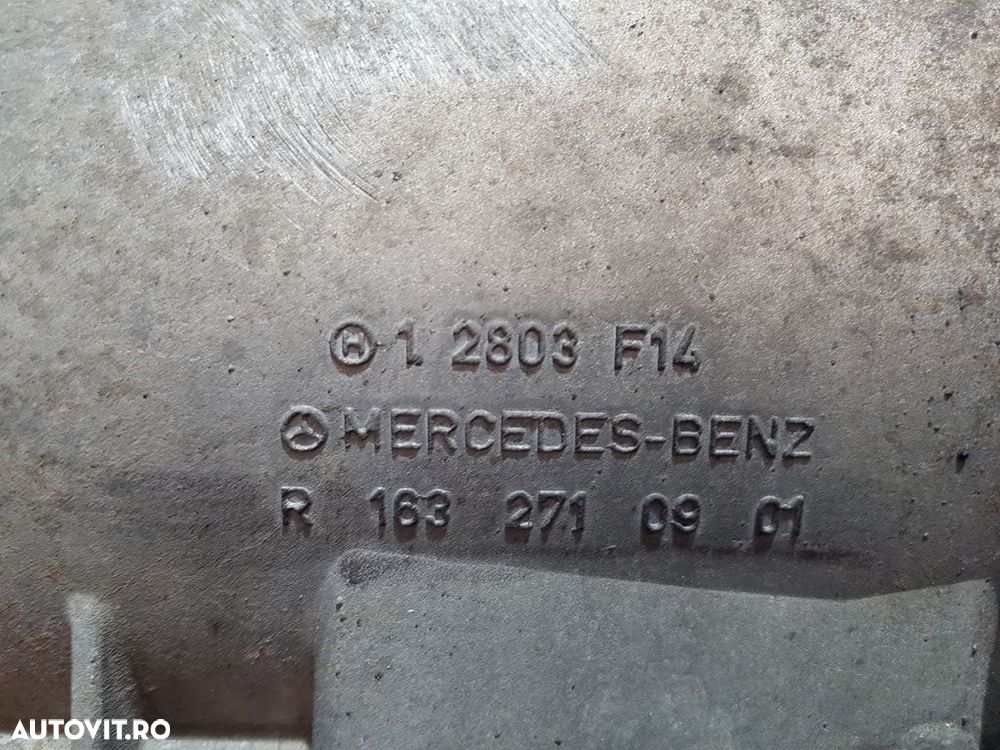 H 1 2803 F14
MERCEDES-BENZ
R 163 271 09 01
AUTOVIT.RO